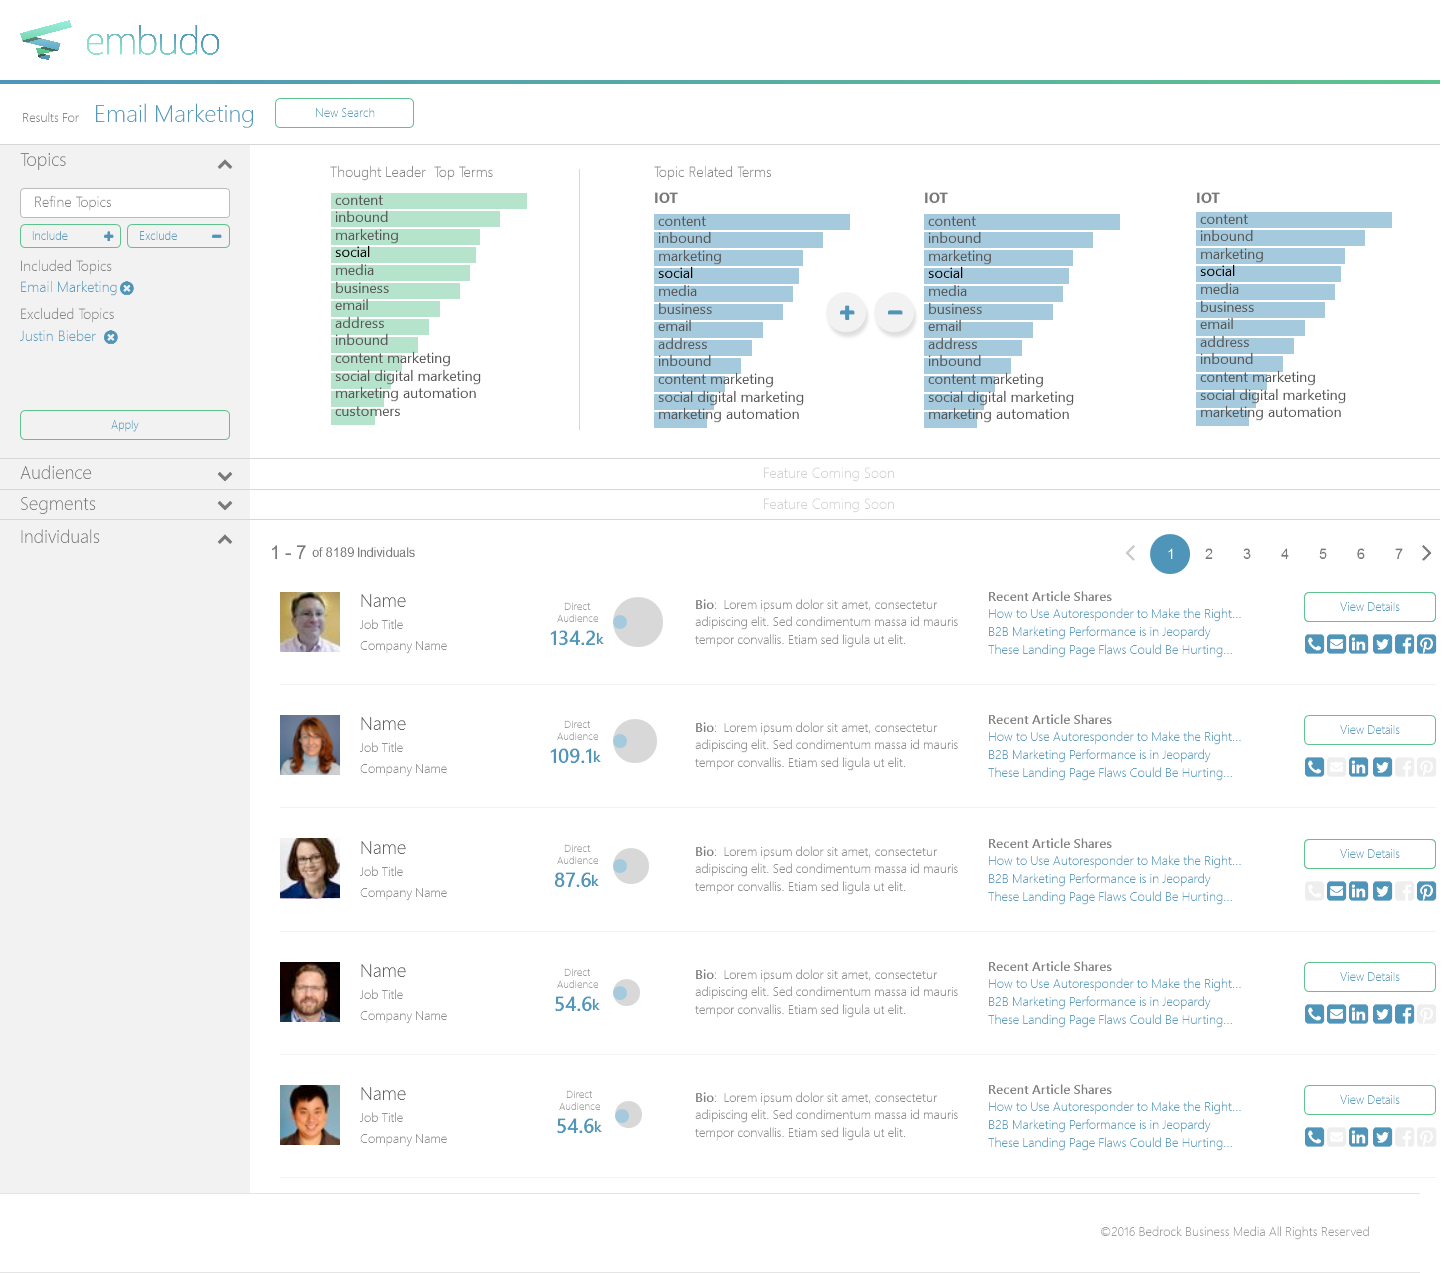 embudo
Results For Email Marketing New Search
Topics
Refine Topics
Include Exclude
Included Topics
Email Marketing
Excluded Topics
Justin Bieber
Apply
Thought Leader Top Terms
content
inbound
marketing
social
media
business
email
address
inbound
content marketing
social digital marketing
marketing automation
customers
Topic Related Terms
IOT
content
inbound
marketing
social
media
business
email
address
inbound
content marketing
social digital marketing
marketing automation
IOT
content
inbound
marketing
social
media
business
email
address
inbound
content marketing
social digital marketing
marketing automation
IOT
content
inbound
marketing
social
media
business
email
address
inbound
content marketing
social digital marketing
marketing automation
Audience
Feature Coming Soon
Segments
Feature Coming Soon
Individuals
1 - 7 of 8189 Individuals
1 2 3 4 5 6 7
Name
Job Title
Company Name
Direct
Audience
134.2k
Bio: Lorem ipsum dolor sit amet, consectetur
adipiscing elit. Sed condimentum massa id mauris
tempor convallis. Etiam sed ligula ut elit.
Recent Article Shares
How to Use Autoresponder to Make the Right...
B2B Marketing Performance is in Jeopardy
These Landing Page Flaws Could Be Hurting...
View Details
Name
Job Title
Company Name
Direct
Audience
109.1k
Bio: Lorem ipsum dolor sit amet, consectetur
adipiscing elit. Sed condimentum massa id mauris
tempor convallis. Etiam sed ligula ut elit.
Recent Article Shares
How to Use Autoresponder to Make the Right...
B2B Marketing Performance is in Jeopardy
These Landing Page Flaws Could Be Hurting...
View Details
Name
Job Title
Company Name
Direct
Audience
87.6k
Bio: Lorem ipsum dolor sit amet, consectetur
adipiscing elit. Sed condimentum massa id mauris
tempor convallis. Etiam sed ligula ut elit.
Recent Article Shares
How to Use Autoresponder to Make the Right...
B2B Marketing Performance is in Jeopardy
These Landing Page Flaws Could Be Hurting...
View Details
Name
Job Title
Company Name
Direct
Audience
54.6k
Bio: Lorem ipsum dolor sit amet, consectetur
adipiscing elit. Sed condimentum massa id mauris
tempor convallis. Etiam sed ligula ut elit.
Recent Article Shares
How to Use Autoresponder to Make the Right...
B2B Marketing Performance is in Jeopardy
These Landing Page Flaws Could Be Hurting...
View Details
Name
Job Title
Company Name
Direct
Audience
54.6k
Bio: Lorem ipsum dolor sit amet, consectetur
adipiscing elit. Sed condimentum massa id mauris
tempor convallis. Etiam sed ligula ut elit.
Recent Article Shares
How to Use Autoresponder to Make the Right...
B2B Marketing Performance is in Jeopardy
These Landing Page Flaws Could Be Hurting...
View Details
©2016 Bedrock Business Media All Rights Reserved